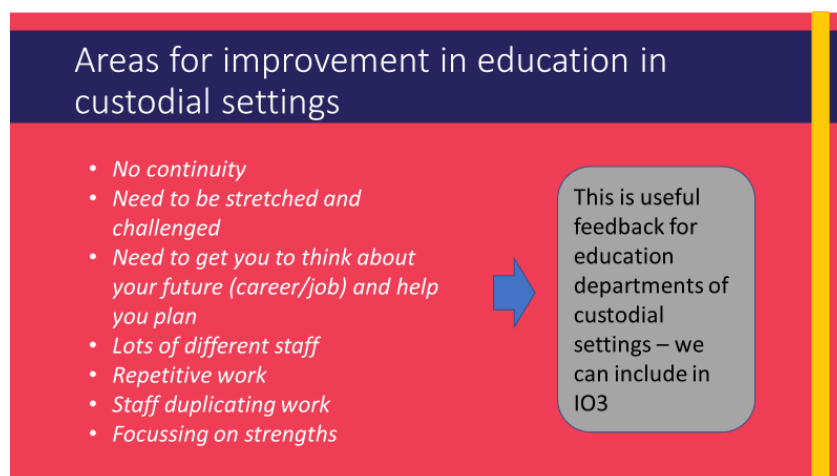 Areas for improvement in education in
custodial settings
• No continuity
• Need to be stretched and
challenged
• Need to get you to think about
your future (career/job) and help
you plan
• Lots of different staff
• Repetitive work
• Staff duplicating work
• Focussing on strengths
This is useful
feedback for
education
departments of
custodial
settings – we
can include in
IO3